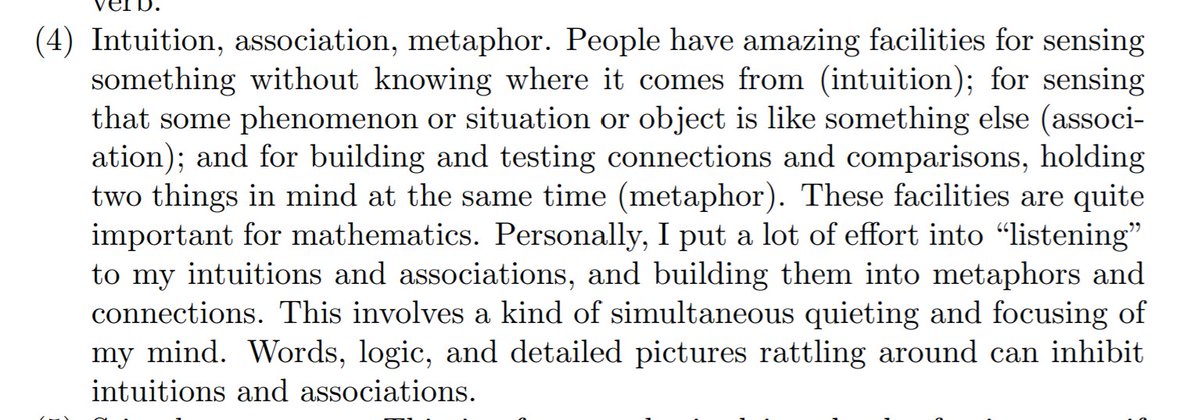 verb.
(4) Intuition, association, metaphor. People have amazing facilities for sensing
something without knowing where it comes from (intuition); for sensing
that some phenomenon or situation or object is like something else (associ-
ation); and for building and testing connections and comparisons, holding
two things in mind at the same time (metaphor). These facilities are quite
important for mathematics. Personally, I put a lot of effort into “listening”
to my intuitions and associations, and building them into metaphors and
connections. This involves a kind of simultaneous quieting and focusing of
my mind. Words, logic, and detailed pictures rattling around can inhibit
intuitions and associations.